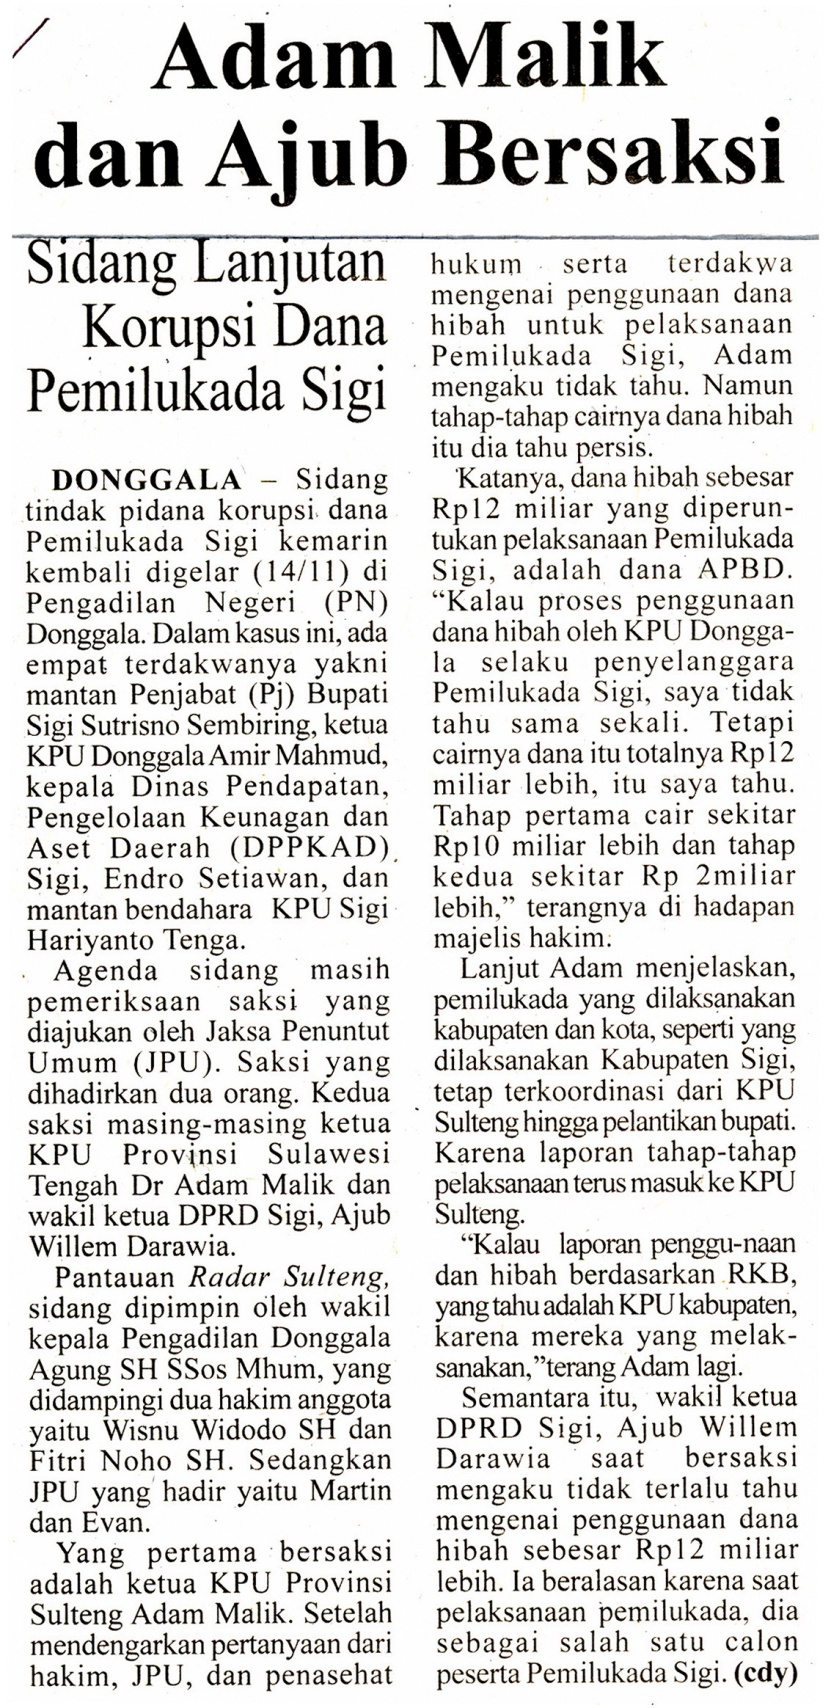 Adam Malik
dan Ajub Bersaksi
Sidang Lanjutan
Korupsi Dana
Pemilukada Sigi
DONGGALA – Sidang
tindak pidana korupsi dana
Pemilukada Sigi kemarin
kembali digelar (14/11) di
Pengadilan Negeri (PN)
Donggala. Dalam kasus ini, ada
empat terdakwanya yakni
mantan Penjabat (Pj) Bupati
Sigi Sutrisno Sembiring, ketua
KPU Donggala Amir Mahmud,
kepala Dinas Pendapatan,
Pengelolaan Keunagan dan
Aset Daerah (DPPKAD)
Sigi, Endro Setiawan, dan
mantan bendahara KPU Sigi
Hariyanto Tenga.
Agenda sidang masih
pemeriksaan saksi yang
diajukan oleh Jaksa Penuntut
Umum (JPU). Saksi yang
dihadirkan dua orang. Kedua
saksi masing-masing ketua
KPU Provinsi Sulawesi
Tengah Dr Adam Malik dan
wakil ketua DPRD Sigi, Ajub
Willem Darawia.
Pantauan Radar Sulteng,
sidang dipimpin oleh wakil
kepala Pengadilan Donggala
Agung SH SSos Mhum, yang
didampingi dua hakim anggota
yaitu Wisnu Widodo SH dan
Fitri Noho SH. Sedangkan
JPU yang hadir yaitu Martin
dan Evan.
Yang pertama bersaksi
adalah ketua KPU Provinsi
Sulteng Adam Malik. Setelah
mendengarkan pertanyaan dari
hakim, JPU, dan penasehat
hukum serta terdakwa
mengenai penggunaan dana
hibah untuk pelaksanaan
Pemilukada Sigi, Adam
mengaku tidak tahu. Namun
tahap-tahap cairnya dana hibah
itu dia tahu persis.
Katanya, dana hibah sebesar
Rp12 miliar yang diperun-
tukan pelaksanaan Pemilukada
Sigi, adalah dana APBD.
“Kalau proses penggunaan
dana hibah oleh KPU Dongga-
la selaku penyelanggara
Pemilukada Sigi, saya tidak
tahu sama sekali. Tetapi
cairnya dana itu totalnya Rp12
miliar lebih, itu saya tahu.
Tahap pertama cair sekitar
Rp10 miliar lebih dan tahap
kedua sekitar Rp 2miliar
lebih,” terangnya di hadapan
majelis hakim.
Lanjut Adam menjelaskan,
pemilukada yang dilaksanakan
kabupaten dan kota, seperti yang
dilaksanakan Kabupaten Sigi,
tetap terkoordinasi dari KPU
Sulteng hingga pelantikan bupati.
Karena laporan tahap-tahap
pelaksanaan terus masuk ke KPU
Sulteng.
“Kalau laporan penggu-naan
dan hibah berdasarkan RKB,
yang tahu adalah KPU kabupaten,
karena mereka yang melak-
sanakan,”terang Adam lagi.
Semantara itu, wakil ketua
DPRD Sigi, Ajub Willem
Darawia saat bersaksi
mengaku tidak terlalu tahu
mengenai penggunaan dana
hibah sebesar Rp12 miliar
lebih. Ia beralasan karena saat
pelaksanaan pemilukada, dia
sebagai salah satu calon
peserta Pemilukada Sigi. (cdy)